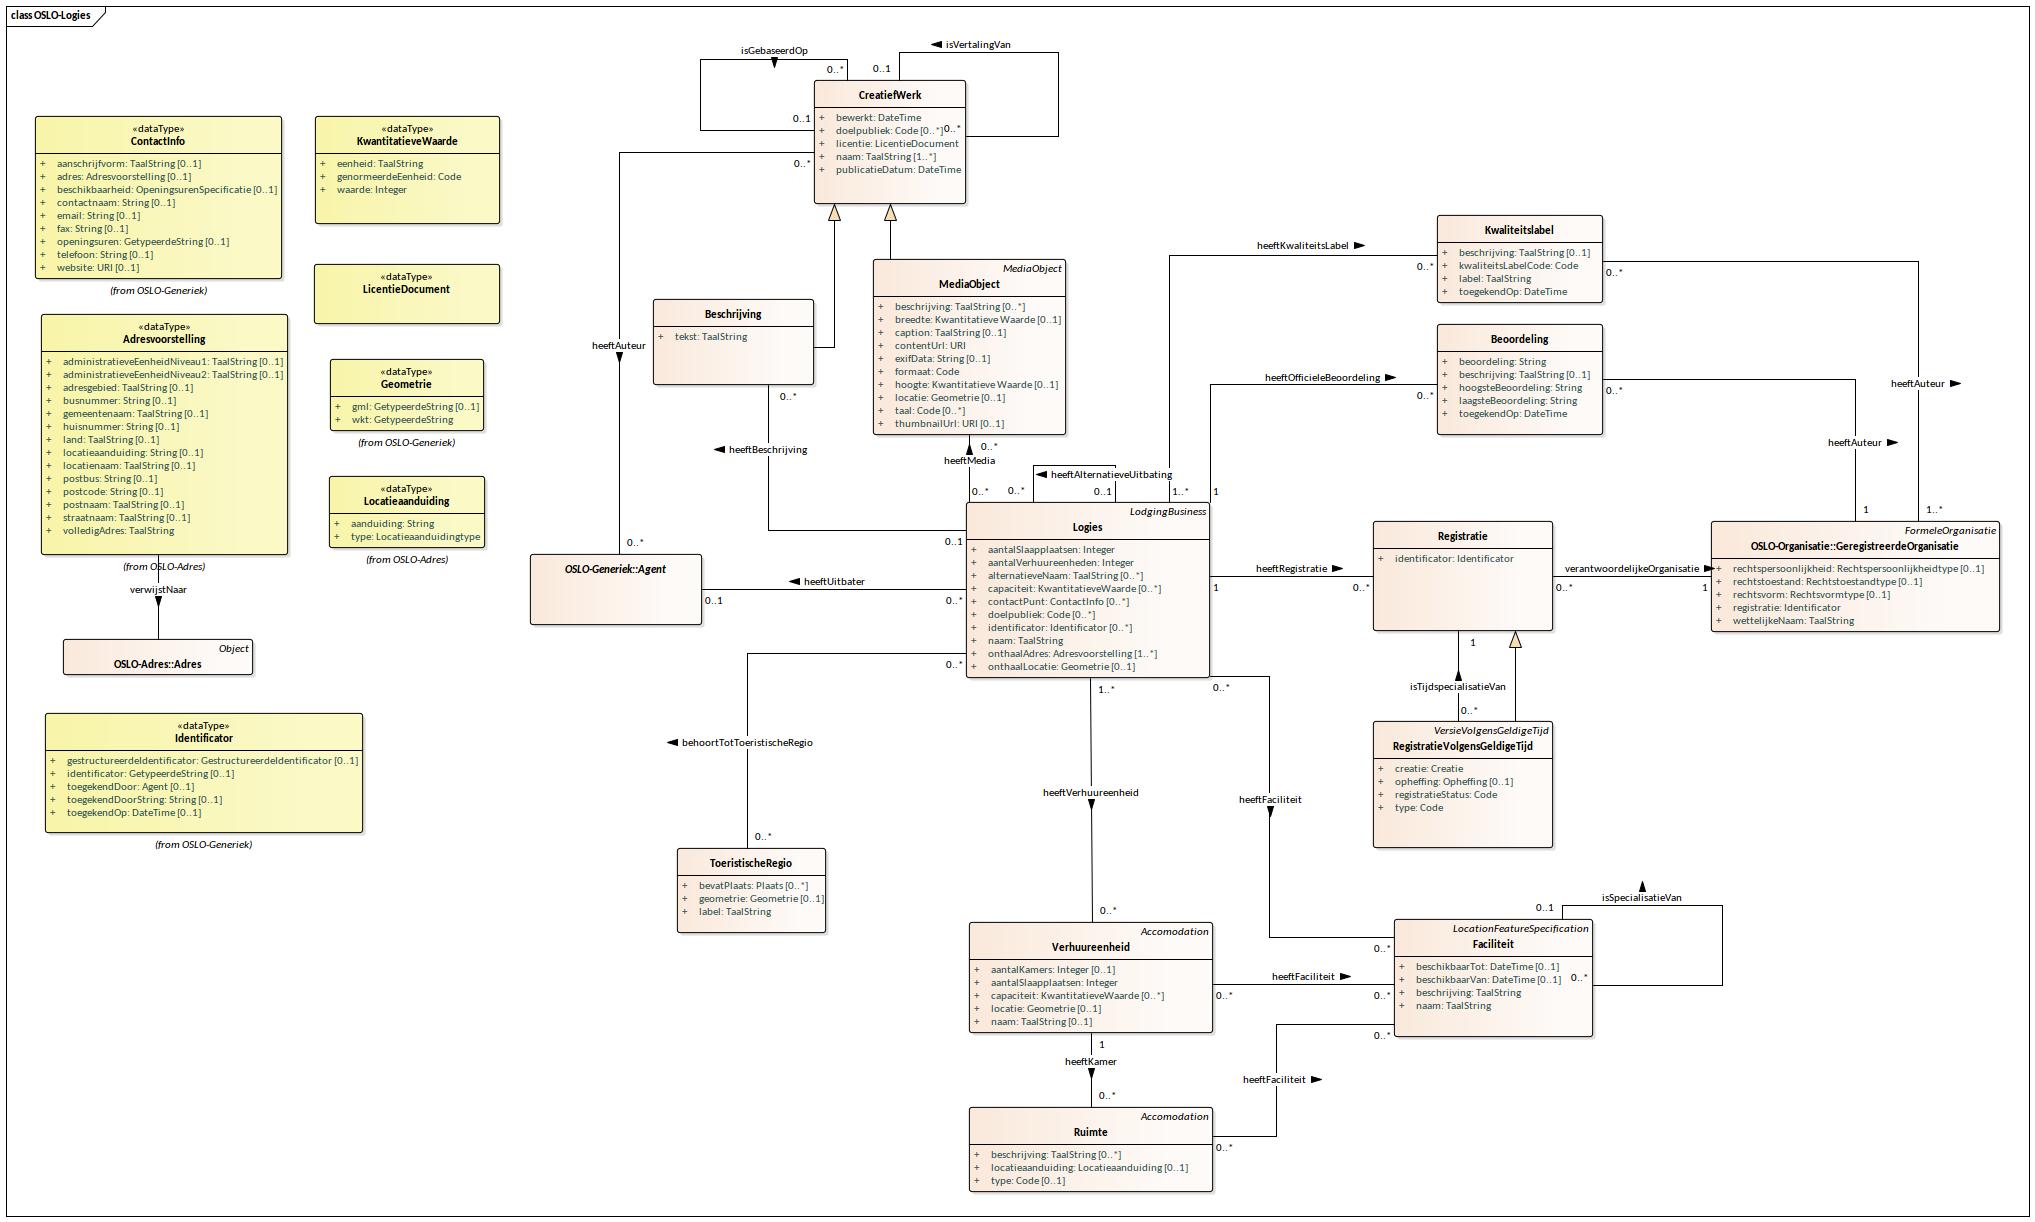 class OSLO-Logies
«dataType»
ContactInfo
+ aanschrijfvorm: TaalString [0..1]
+ adres: Adresvoorstelling [0..1]
+ beschikbaarheid: OpeningsurenSpecificatie [0..1]
+ contactnaam: String [0..1]
+ email: String [0..1]
+ fax: String [0..1]
+ openingsuren: GetypeerdeString [0..1]
+ telefoon: String [0..1]
+ website: URI [0..1]
(from OSLO-Generiek)
«dataType»
KwantitatieveWaarde
+ eenheid: TaalString
+ genormeerdeEenheid: Code
+ waarde: Integer
«dataType»
LicentieDocument
«dataType»
Adresvoorstelling
+ administratieveEenheidNiveau1: TaalString [0..1]
+ administratieveEenheidNiveau2: TaalString [0..1]
+ adresgebied: TaalString [0..1]
+ busnummer: String [0..1]
+ gemeentenaam: TaalString [0..1]
+ huisnummer: String [0..1]
+ land: TaalString [0..1]
+ locatieaanduiding: String [0..1]
+ locatienaam: TaalString [0..1]
+ postbus: String [0..1]
+ postcode: String [0..1]
+ postnaam: TaalString [0..1]
+ straatnaam: TaalString [0..1]
+ volledigAdres: TaalString
(from OSLO-Adres)
verwijstNaar
Object
OSLO-Adres::Adres
«dataType»
Geometrie
+ gml: GetypeerdeString [0..1]
+ wkt: GetypeerdeString
(from OSLO-Generiek)
«dataType»
Locatieaanduiding
+ aanduiding: String
+ type: Locatieaanduidingtype
(from OSLO-Adres)
«dataType»
Identificator
+ gestructureerdeIdentificator: GestructureerdeIdentificator [0..1]
+ identificator: GetypeerdeString [0..1]
+ toegekendDoor: Agent [0..1]
+ toegekendDoorString: String [0..1]
+ toegekendOp: DateTime [0..1]
(from OSLO-Generiek)
isGebaseerdOp
0..*
0..1
isVertalingVan
0..1
0..*
CreatiefWerk
+ bewerkt: DateTime
+ doelpubliek: Code [0..*]
+ licentie: LicentieDocument
+ naam: TaalString [1..*]
+ publicatieDatum: DateTime
0..*
heeftAuteur
0..*
Beschrijving
+ tekst: TaalString
0..*
heeftBeschrijving
0..1
MediaObject
MediaObject
+ beschrijving: TaalString [0..*]
+ breedte: Kwantitatieve Waarde [0..1]
+ caption: TaalString [0..1]
+ contentUrl: URI
+ exifData: String [0..1]
+ formaat: Code
+ hoogte: Kwantitatieve Waarde [0..1]
+ locatie: Geometrie [0..1]
+ taal: Code [0..*]
+ thumbnailUrl: URI [0..1]
0..*
heeftMedia
0..*
heeftAlternatieveUitbating
0..*
0..1
heeftKwaliteitsLabel
1..*
0..*
heeftOfficieleBeoordeling
1
0..*
Kwaliteitslabel
+ beschrijving: TaalString [0..1]
+ kwaliteitsLabelCode: Code
+ label: TaalString
+ toegekendOp: DateTime
0..*
heeftAuteur
1..*
Beoordeling
+ beoordeling: String
+ beschrijving: TaalString [0..1]
+ hoogsteBeoordeling: String
+ laagsteBeoordeling: String
+ toegekendOp: DateTime
0..*
heeftAuteur
1
LodgingBusiness
Logies
+ aantalSlaapplaatsen: Integer
+ aantalVerhuureenheden: Integer
+ alternatieveNaam: TaalString [0..*]
+ capaciteit: KwantitatieveWaarde [0..*]
+ contactPunt: ContactInfo [0..*]
+ doelpubliek: Code [0..*]
+ identificator: Identificator [0..*]
+ naam: TaalString
+ onthaalAdres: Adresvoorstelling [1..*]
+ onthaalLocatie: Geometrie [0..1]
OSLO-Generiek::Agent
0..1
heeftUitbater
0..*
0..*
behoortTotToeristischeRegio
0..*
ToeristischeRegio
+ bevatPlaats: Plaats [0..*]
+ geometrie: Geometrie [0..1]
+ label: TaalString
heeftRegistratie
1
0..*
Registratie
+ identificator: Identificator
verantwoordelijkeOrganisatie
0..*
1
FormeleOrganisatie
OSLO-Organisatie::GeregistreerdeOrganisatie
+ rechtspersoonlijkheid: Rechtspersoonlijkheidtype [0..1]
+ rechtstoestand: Rechtstoestandtype [0..1]
+ rechtsvorm: Rechtsvormtype [0..1]
+ registratie: Identificator
+ wettelijkeNaam: TaalString
1
isTijdspecialisatieVan
0..*
VersieVolgensGeldigeTijd
RegistratieVolgensGeldigeTijd
+ creatie: Creatie
+ opheffing: Opheffing [0..1]
+ registratieStatus: Code
+ type: Code
1..*
heeftVerhuureenheid
0..*
0..*
heeftFaciliteit
0..*
Accomodation
Verhuureenheid
+ aantalKamers: Integer [0..1]
+ aantalSlaapplaatsen: Integer
+ capaciteit: KwantitatieveWaarde [0..*]
+ locatie: Geometrie [0..1]
+ naam: TaalString [0..1]
heeftFaciliteit
0..*
0..*
isSpecialisatieVan
0..1
0..*
LocationFeatureSpecification
Faciliteit
+ beschikbaarTot: DateTime [0..1]
+ beschikbaarVan: DateTime [0..1]
+ beschrijving: TaalString
+ naam: TaalString
1
heeftKamer
0..*
0..*
heeftFaciliteit
0..*
Accomodation
Ruimte
+ beschrijving: TaalString [0..*]
+ locatieaanduiding: Locatieaanduiding [0..1]
+ type: Code [0..1]